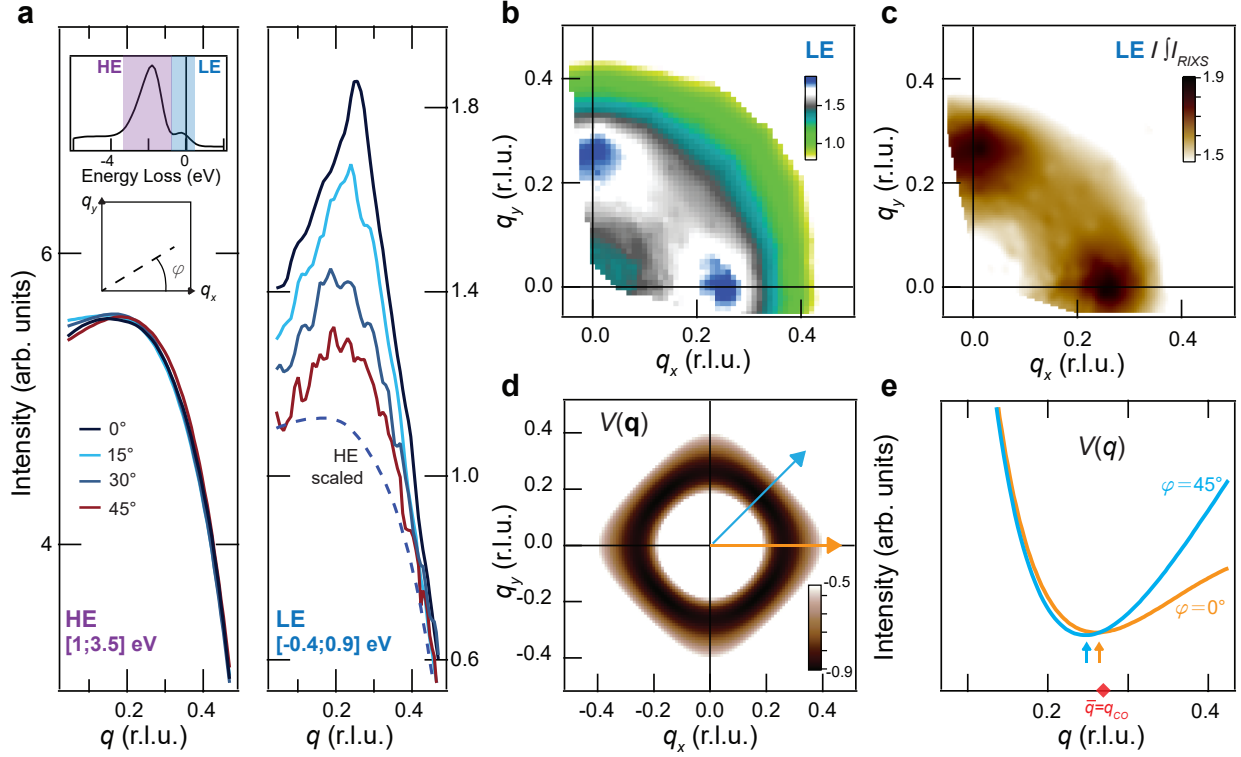 a
HE
LE
-4
0
Energy Loss (eV)
q_y
φ
q_x
6
4
Intensity (arb. units)
0°
15°
30°
45°
HE
[1;3.5] eV
0.2
0.4
q (r.l.u.)
1.8
1.4
1.0
0.6
HE
scaled
LE
[-0.4;0.9] eV
0.2
0.4
q (r.l.u.)
b
LE
1.5
1.0
0.4
0.2
0.0
q_y (r.l.u.)
0.0
0.2
0.4
q_x (r.l.u.)
c
LE / ∫I_RIXS
1.9
1.5
0.4
0.2
0.0
q_y (r.l.u.)
0.0
0.2
0.4
q_x (r.l.u.)
d
V(q)
0.4
0.2
0.0
-0.2
-0.4
q_y (r.l.u.)
-0.5
-0.9
-0.4
-0.2
0.0
0.2
0.4
q_x (r.l.u.)
e
V(q)
φ=45°
φ=0°
Intensity (arb. units)
0.2
q̄=q_CO
0.4
q (r.l.u.)